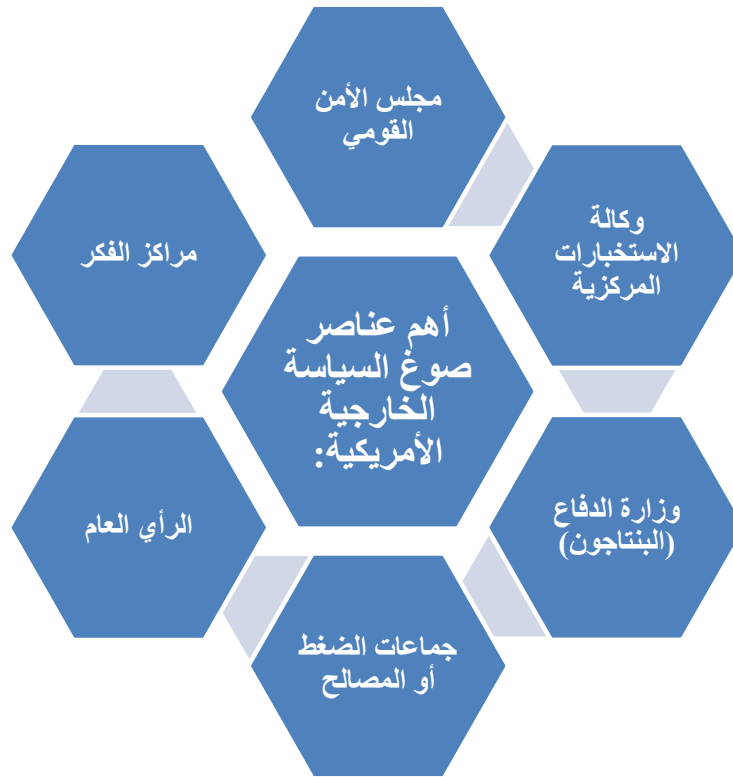 مجلس الأمن
القومي
وكالة
الاستخبارات
المركزية
مراكز الفكر
أهم عناصر
صوغ السياسة
الخارجية
الأمريكية:
وزارة الدفاع
(البنتاجون)
الرأي العام
جماعات الضغط
أو المصالح